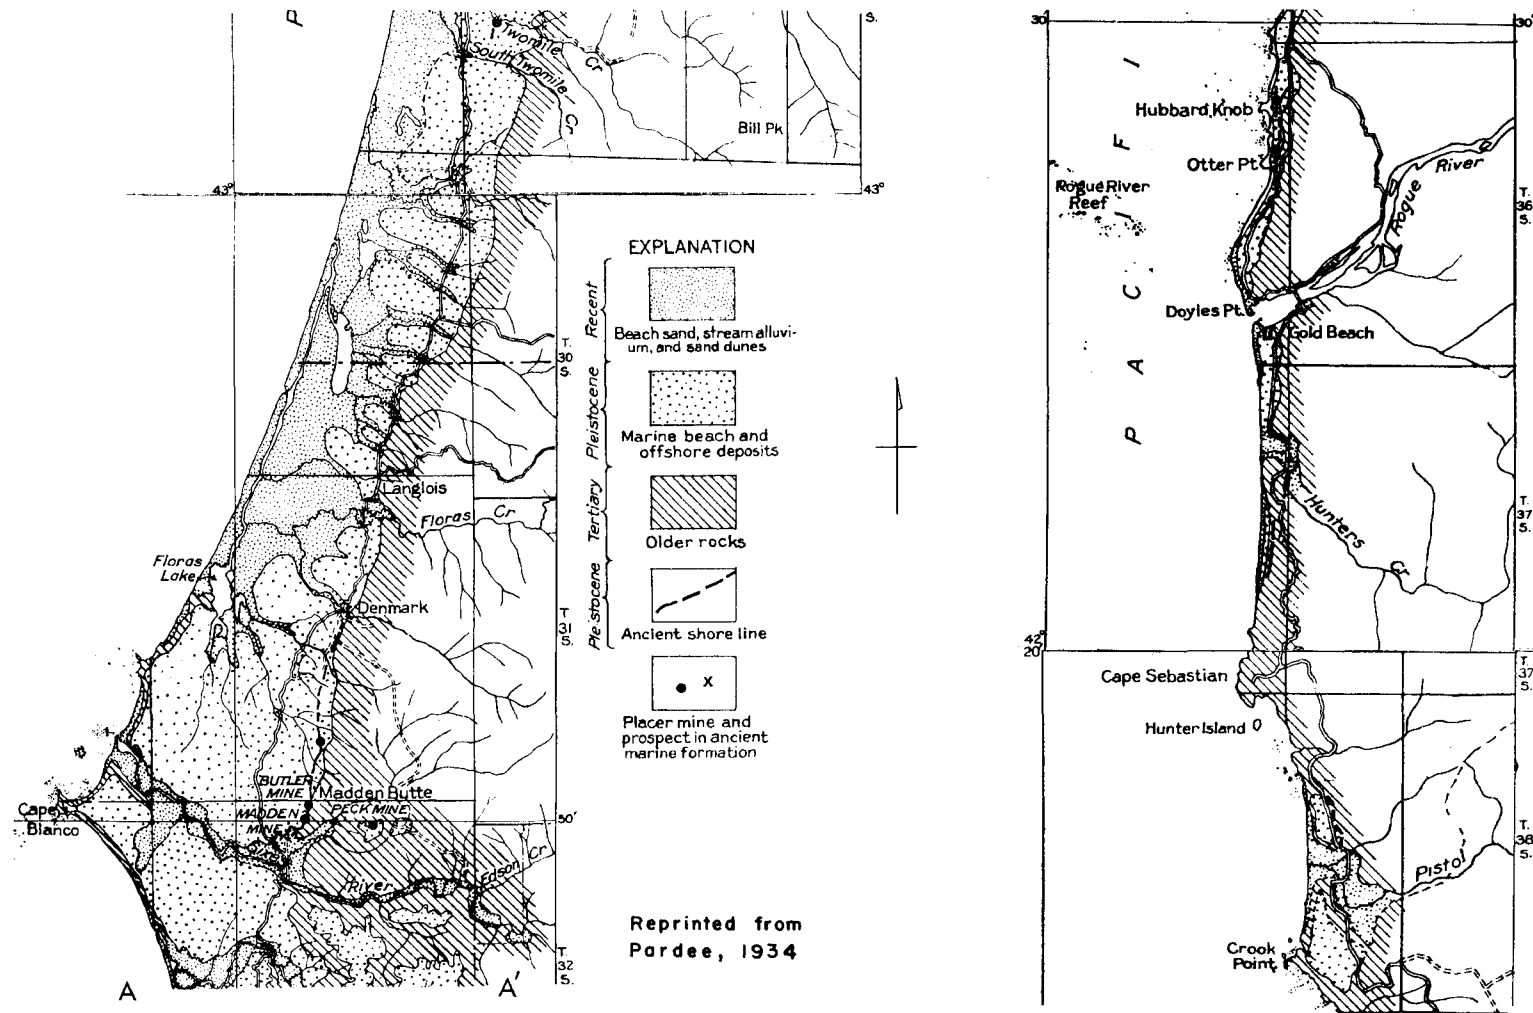 P
S.
Twomile
Cr
South Twomile
Cr
Bill Pk
43°
43°
EXPLANATION
Recent
Beach sand, stream alluvi-
um, and sand dunes
Pleistocene
Marine beach and
offshore deposits
Tertiary
Older rocks
Pleistocene
Ancient shore line
x
Placer mine and
prospect in ancient
marine formation
T.
30
S.
Langlois
Floras Cr
Floras
Lake
Denmark
T
31
S.
BUTLER
MINE
Madden Butte
PECK MINE
MADDEN
MINE
50'
Cape
Blanco
River
Edson Cr
T.
32
S.
A
A'
Reprinted from
Pardee, 1934
30'
30'
PACIFI
Hubbard Knob
Otter Pt.
Rogue River
Reef
Rogue River
T.
36
S.
Doyles Pt.
Gold Beach
Hunters
Cr
T.
37
S.
42°
20'
Cape Sebastian
T.
37
S.
Hunter Island
T.
38
S.
Pistol
Crook
Point